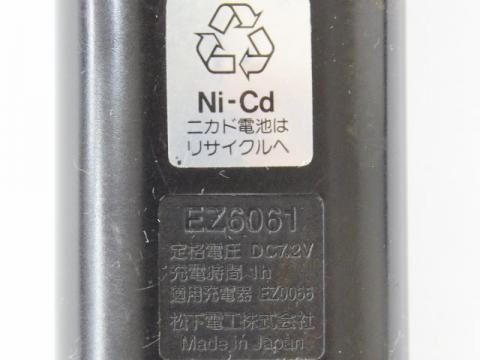 Ni-Cd
ニカド電池は
リサイクルへ
EZ6061
定格電圧 DC7.2V
充電時間 1h
適用充電器 EZ0066
松下電工株式会社
Made in Japan